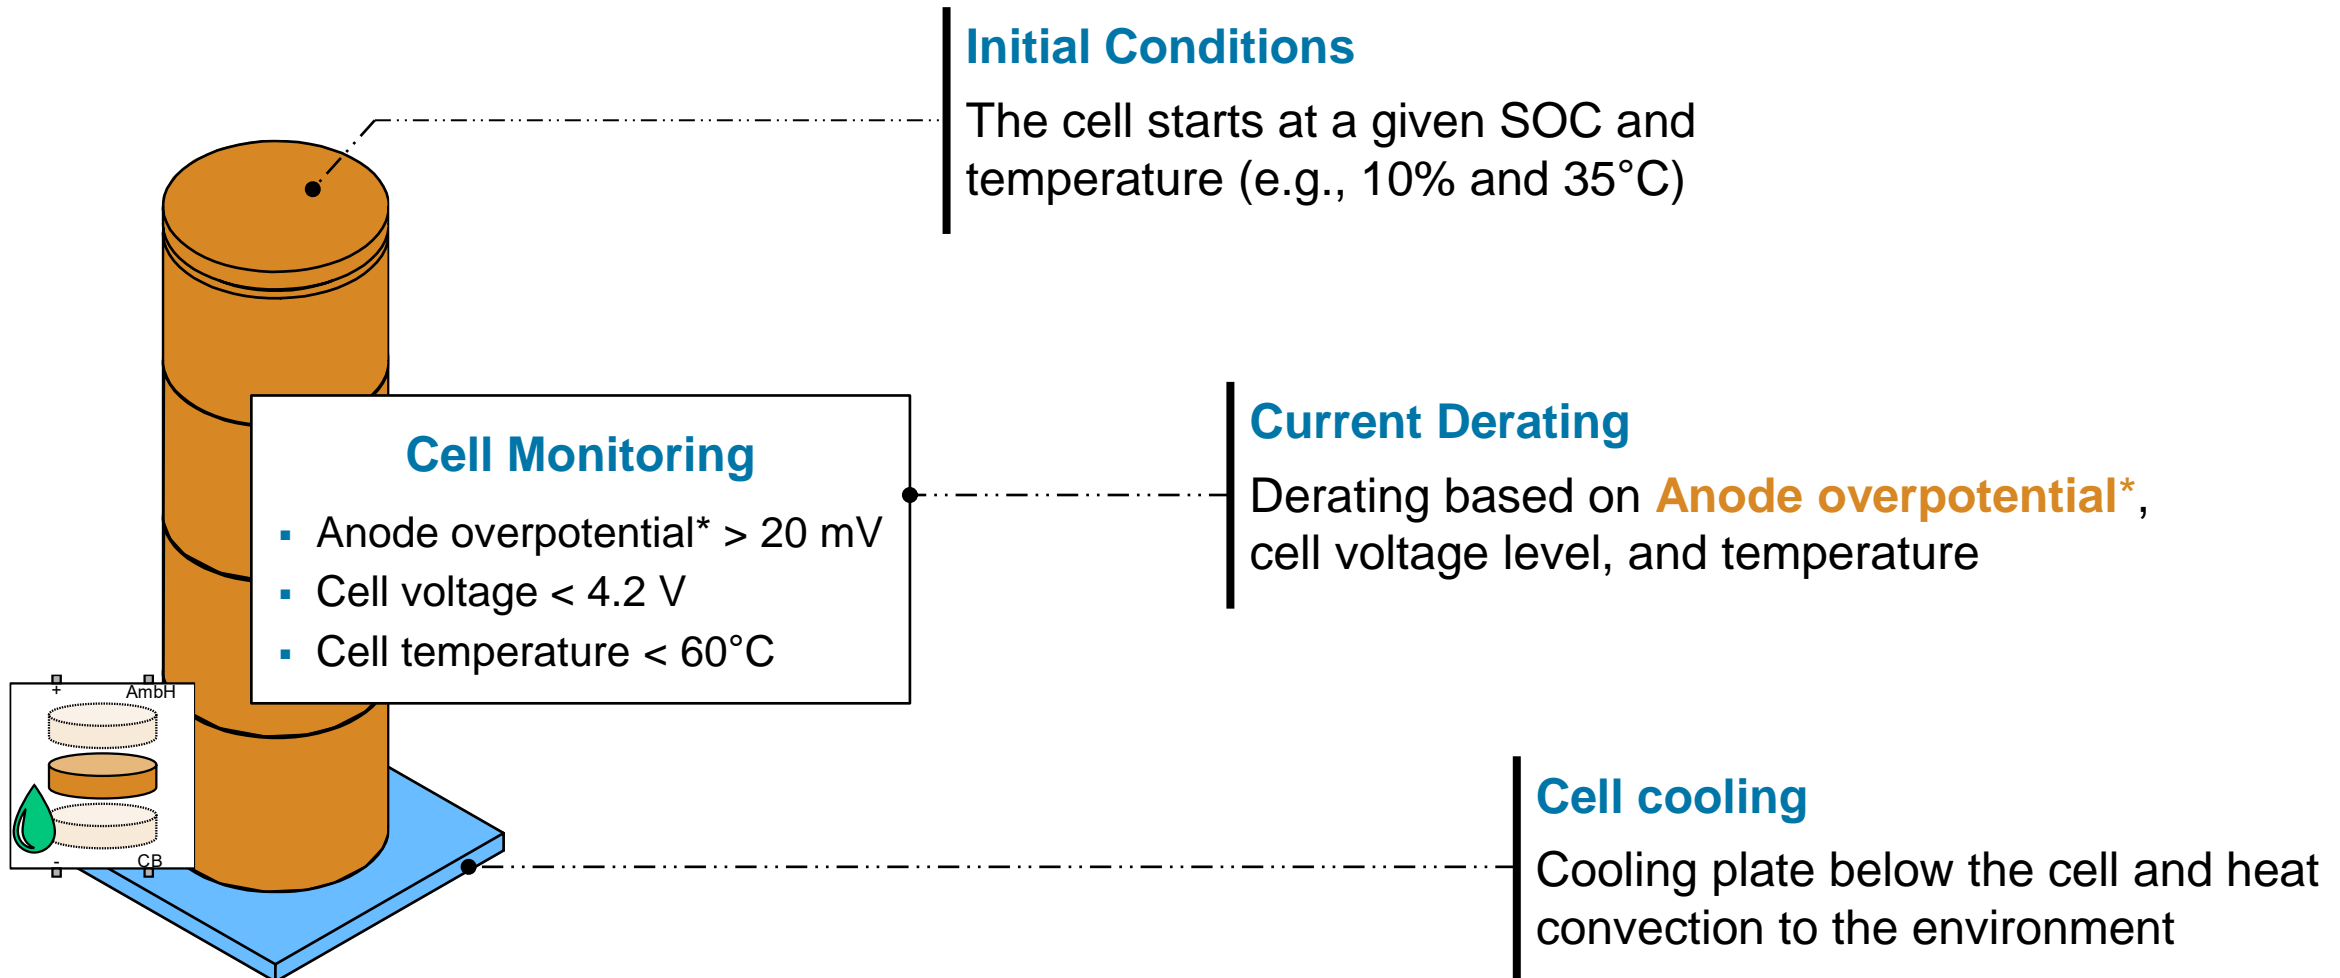 Initial Conditions
The cell starts at a given SOC and
temperature (e.g., 10% and 35°C)
Cell Monitoring
▪ Anode overpotential* > 20 mV
▪ Cell voltage < 4.2 V
▪ Cell temperature < 60°C
Current Derating
Derating based on Anode overpotential*,
cell voltage level, and temperature
+ AmbH
- CB
Cell cooling
Cooling plate below the cell and heat
convection to the environment